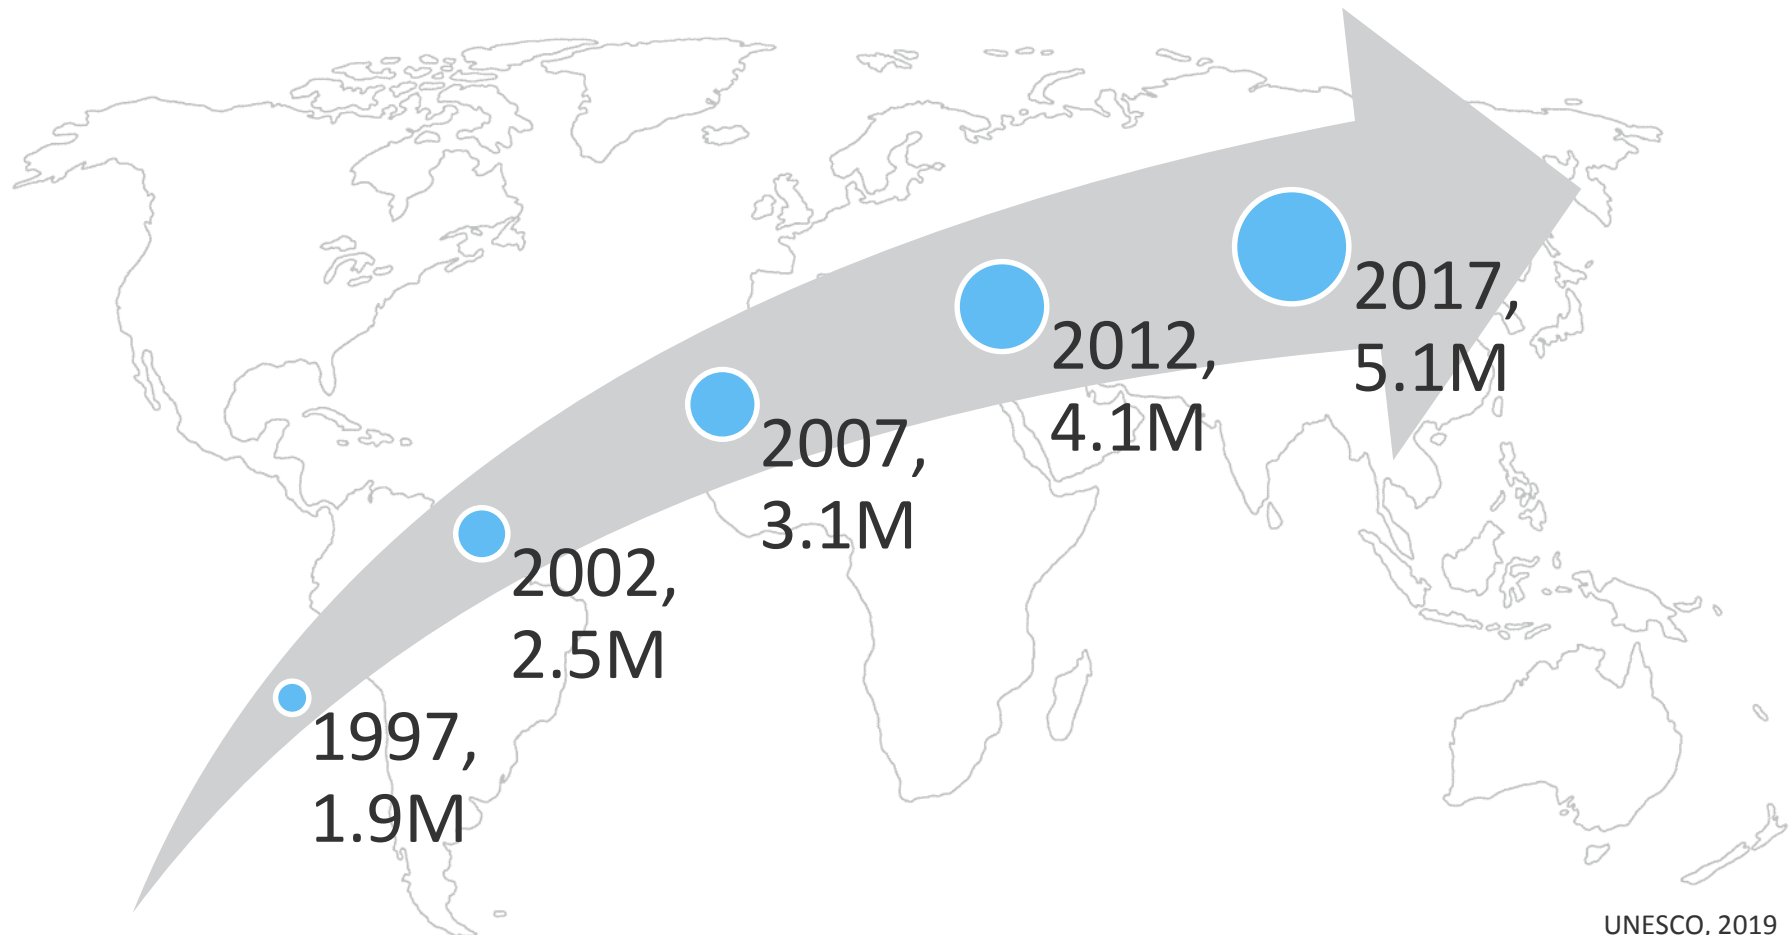 1997,
1.9M
2002,
2.5M
2007,
3.1M
2012,
4.1M
2017,
5.1M
UNESCO, 2019